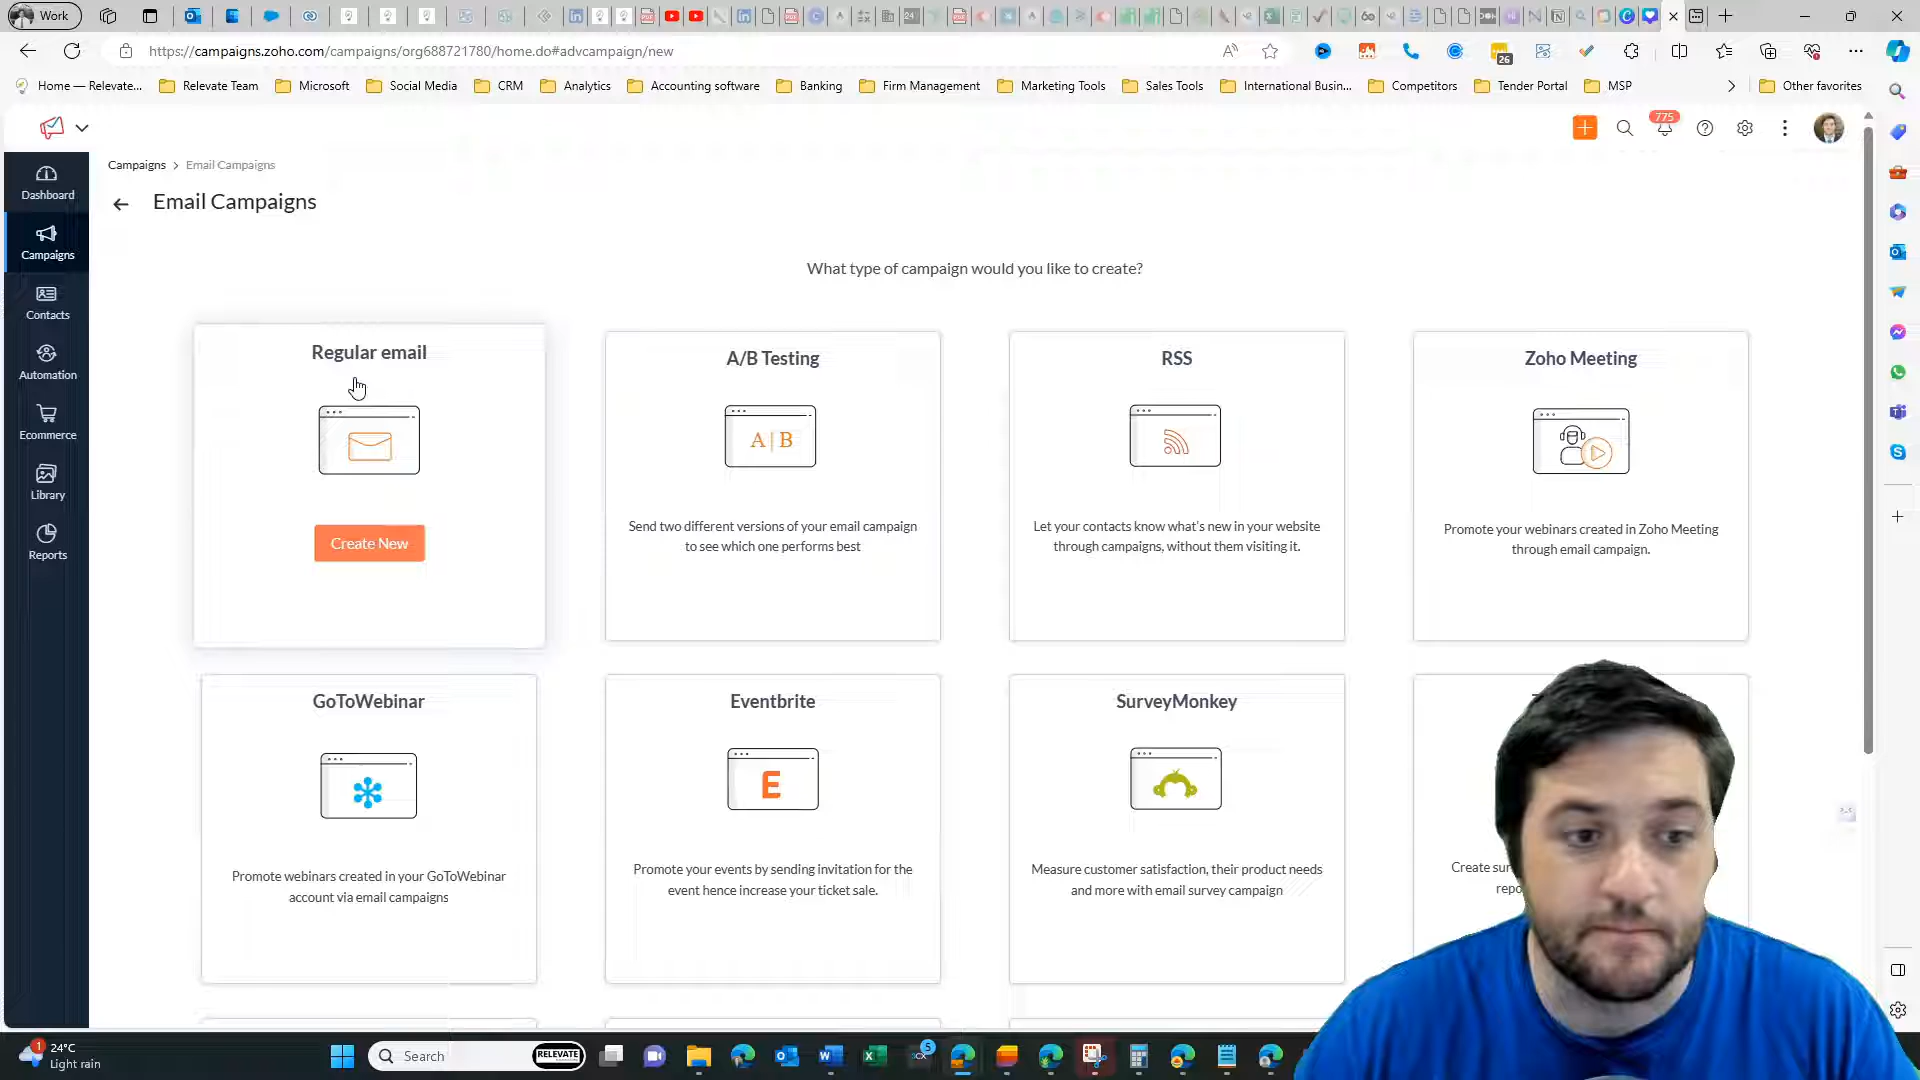 Work
https://campaigns.zoho.com/campaigns/org688721780/home.do#advcampaign/new
26
Home — Relevate...
Relevate Team
Microsoft
Social Media
CRM
Analytics
Accounting software
Banking
Firm Management
Marketing Tools
Sales Tools
International Busin...
Competitors
Tender Portal
MSP
Other favorites
775
Dashboard
Campaigns
Contacts
Automation
Ecommerce
Library
Reports
Campaigns > Email Campaigns
Email Campaigns
What type of campaign would you like to create?
Regular email
Create New
A/B Testing
A|B
Send two different versions of your email campaign
to see which one performs best
RSS
Let your contacts know what's new in your website
through campaigns, without them visiting it.
Zoho Meeting
Promote your webinars created in Zoho Meeting
through email campaign.
GoToWebinar
Promote webinars created in your GoToWebinar
account via email campaigns
Eventbrite
E
Promote your events by sending invitation for the
event hence increase your ticket sale.
SurveyMonkey
Measure customer satisfaction, their product needs
and more with email survey campaign
Create sur
repo
1
24°C
Light rain
Search
RELEVATE
5